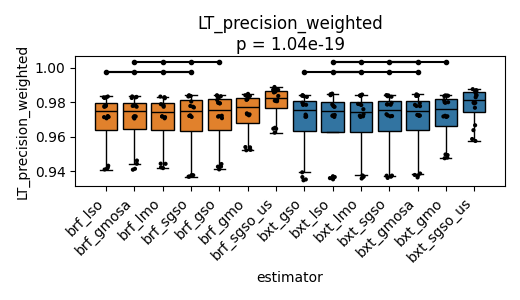 LT_precision_weighted
p = 1.04e-19
LT_precision_weighted
1.00
0.98
0.96
0.94
brf_lso
brf_gmosa
brf_lmo
brf_sgso
brf_gso
brf_gmo
brf_sgso_us
bxt_gso
bxt_lso
bxt_lmo
bxt_sgso
bxt_gmosa
bxt_gmo
bxt_sgso_us
estimator